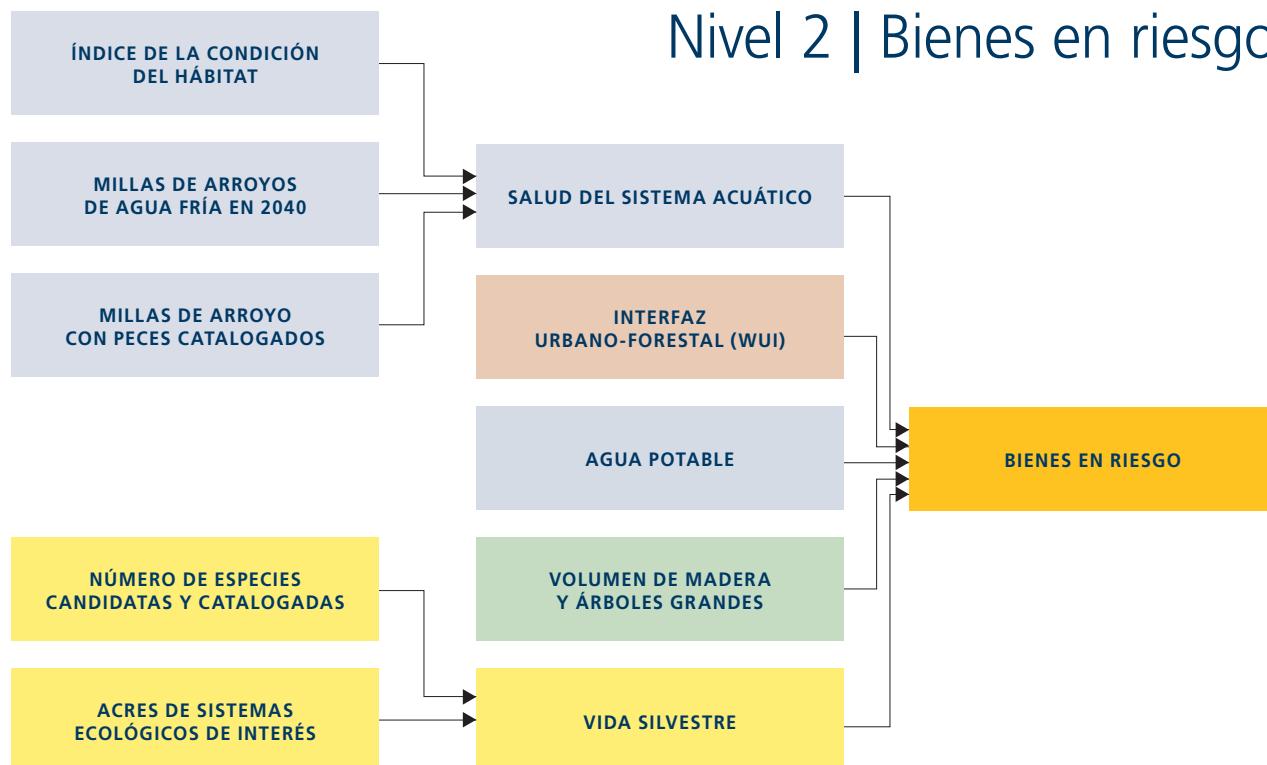 Nivel 2 | Bienes en riesgo
ÍNDICE DE LA CONDICIÓN
DEL HÁBITAT
MILLAS DE ARROYOS
DE AGUA FRÍA EN 2040
MILLAS DE ARROYO
CON PECES CATALOGADOS
SALUD DEL SISTEMA ACUÁTICO
INTERFAZ
URBANO-FORESTAL (WUI)
AGUA POTABLE
VOLUMEN DE MADERA
Y ÁRBOLES GRANDES
NÚMERO DE ESPECIES
CANDIDATAS Y CATALOGADAS
ACRES DE SISTEMAS
ECOLÓGICOS DE INTERÉS
VIDA SILVESTRE
BIENES EN RIESGO